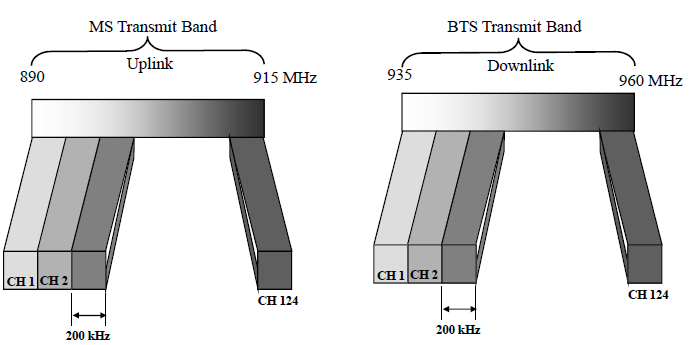 MS Transmit Band
Uplink
890
915 MHz
CH 1 CH 2
CH 124
200 kHz
BTS Transmit Band
Downlink
935
960 MHz
CH 1 CH 2
CH 124
200 kHz